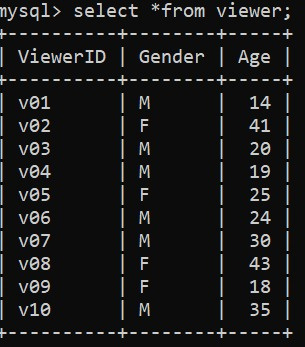 mysql> select *from viewer;
+----------+--------+-----+
| ViewerID | Gender | Age |
+----------+--------+-----+
| v01 | M | 14 |
| v02 | F | 41 |
| v03 | M | 20 |
| v04 | M | 19 |
| v05 | F | 25 |
| v06 | M | 24 |
| v07 | M | 30 |
| v08 | F | 43 |
| v09 | F | 18 |
| v10 | M | 35 |
+----------+--------+-----+